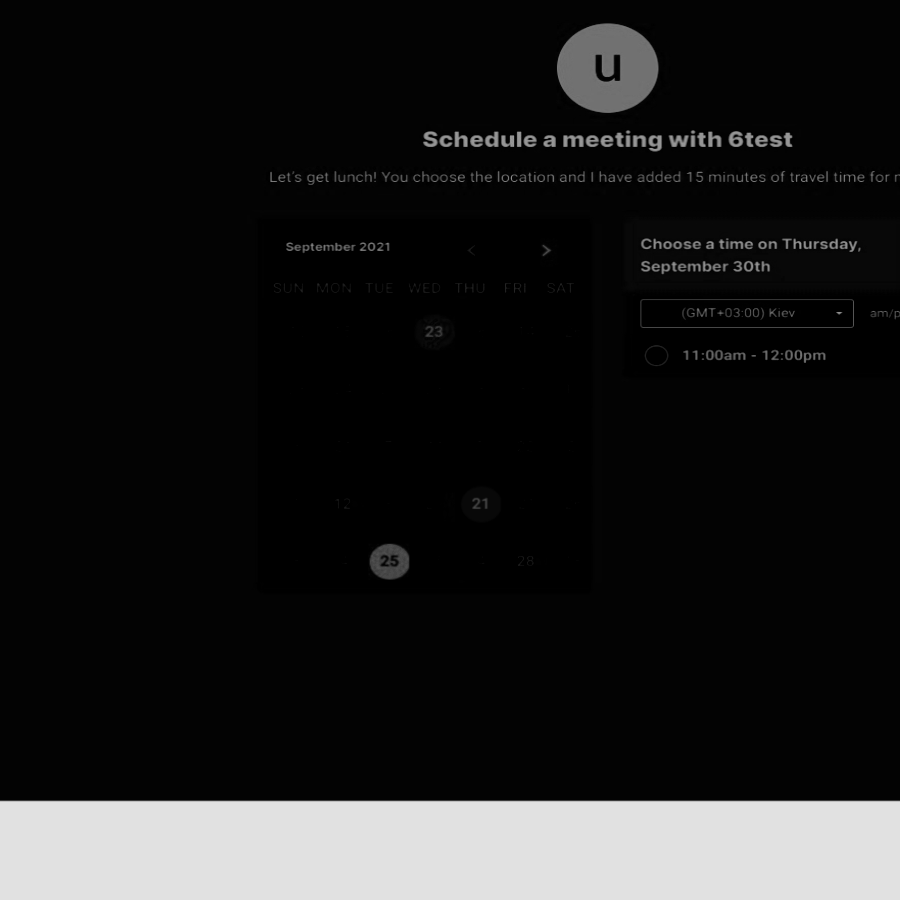 u
Schedule a meeting with 6test
Let's get lunch! You choose the location and I have added 15 minutes of travel time for
September 2021
Choose a time on Thursday,
September 30th
SUN MON TUE WED THU FRI SAT
(GMT+03:00) Kiev
am/p
23
11:00am - 12:00pm
12
21
25
28